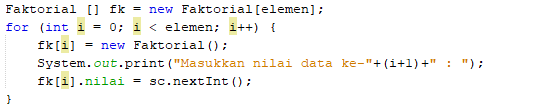 Faktorial [] fk = new Faktorial[elemen];
for (int i = 0; i < elemen; i++) {
fk[i] = new Faktorial();
System.out.print("Masukkan nilai data ke-"+(i+1)+" : ");
fk[i].nilai = sc.nextInt();
}